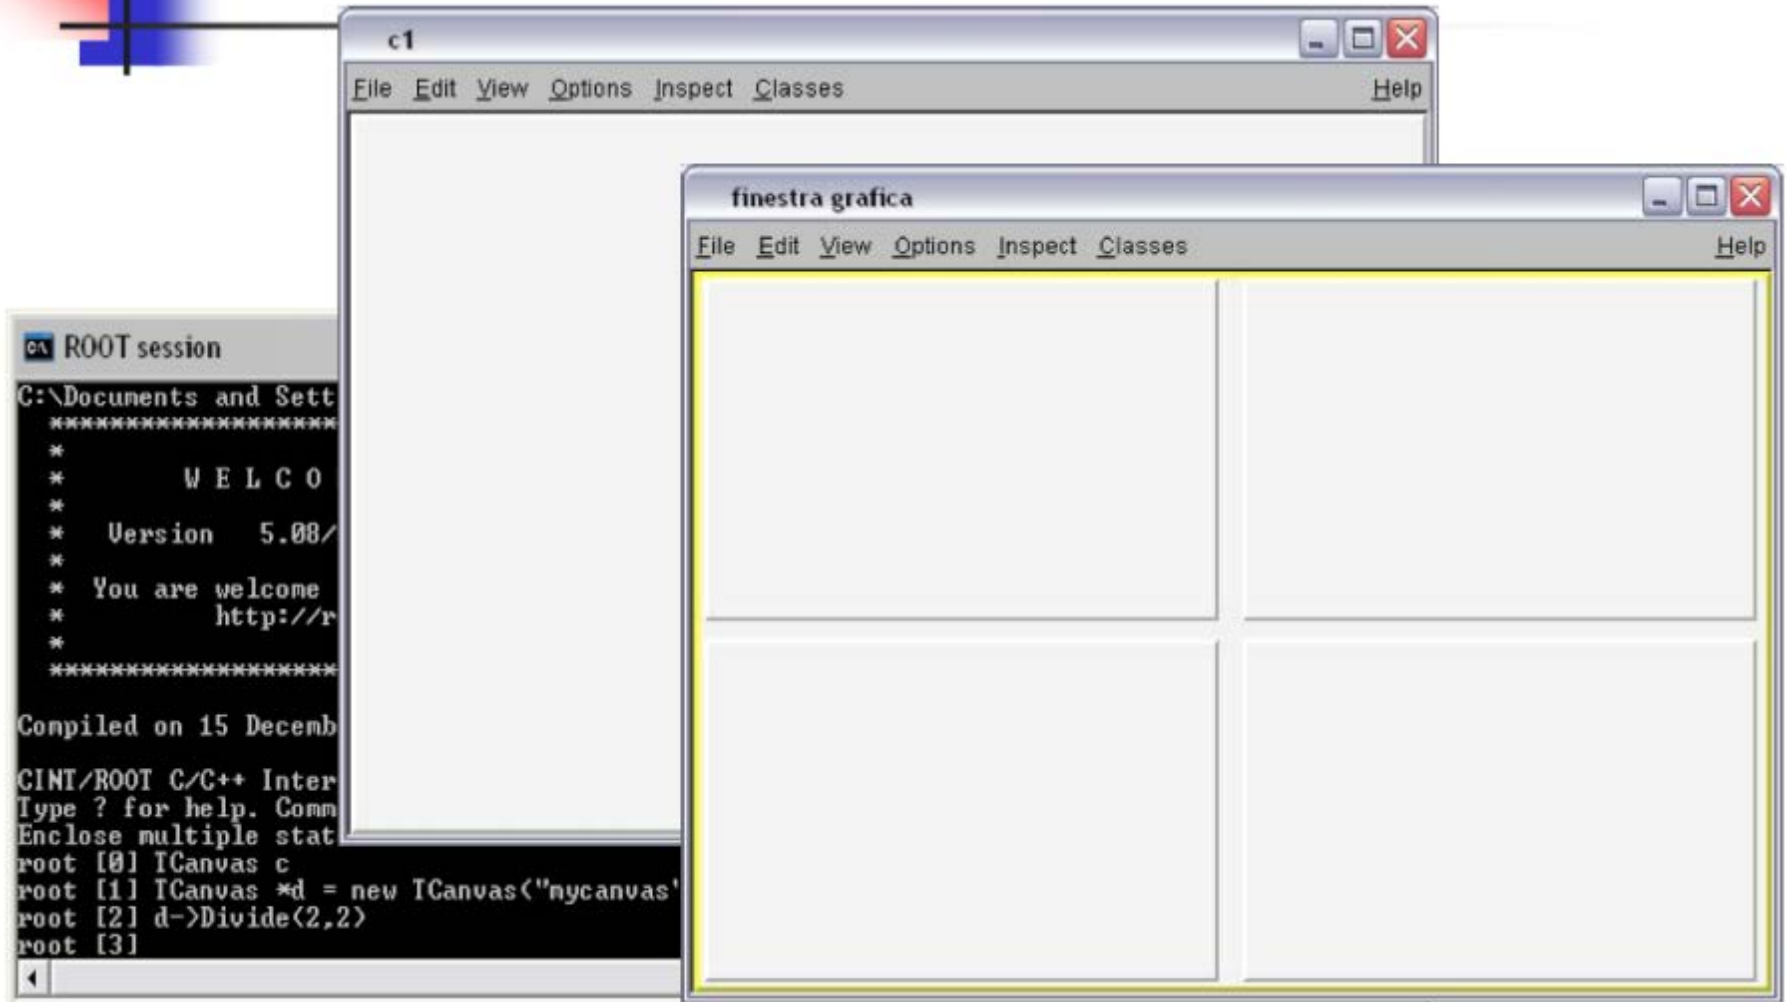 c1
File Edit View Options Inspect Classes Help
finestra grafica
File Edit View Options Inspect Classes Help
ROOT session
C:\Documents and Sett
*******************
*
* W E L C O
*
* Version 5.08/
*
* You are welcome
* http://r
*
*******************
Compiled on 15 Decemb
CINT/ROOT C/C++ Inter
Type ? for help. Comm
Enclose multiple stat
root [0] TCanvas c
root [1] TCanvas *d = new TCanvas("mycanvas"
root [2] d->Divide(2,2)
root [3]